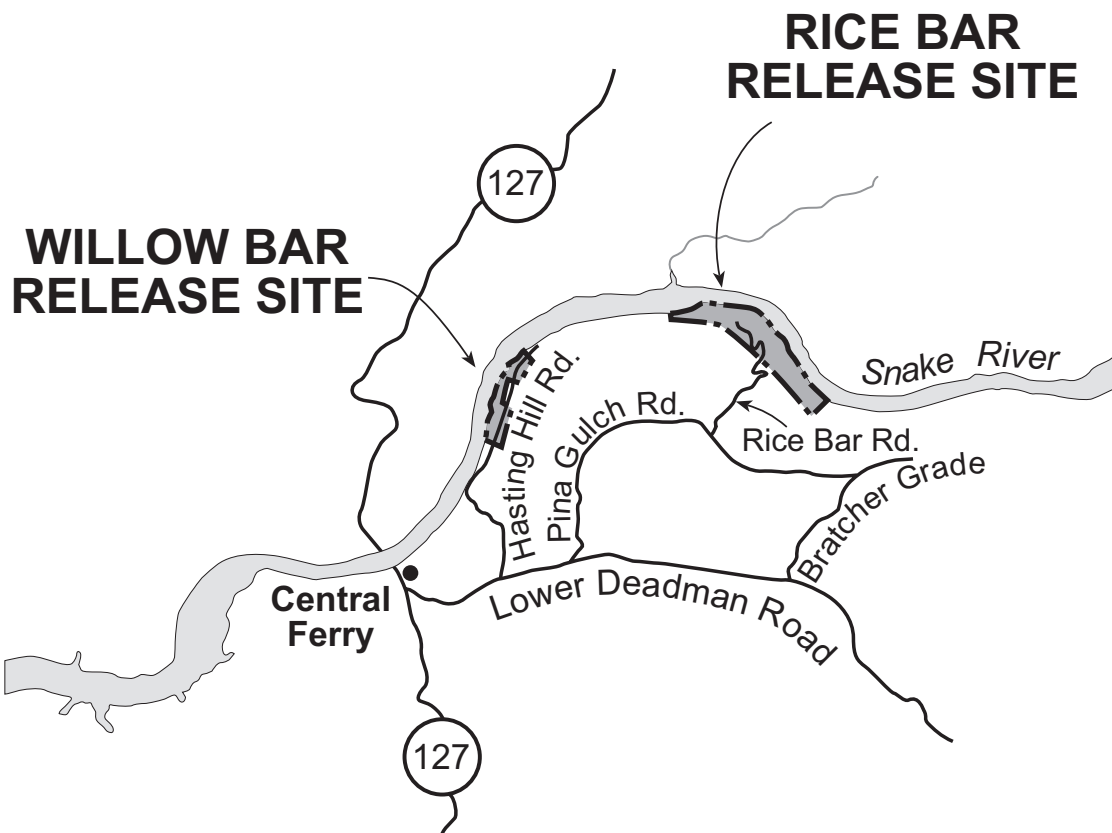 RICE BAR
RELEASE SITE
127
WILLOW BAR
RELEASE SITE
Snake River
Hasting Hill Rd.
Pina Gulch Rd.
Rice Bar Rd.
Bratcher Grade
Central
Ferry
Lower Deadman Road
127